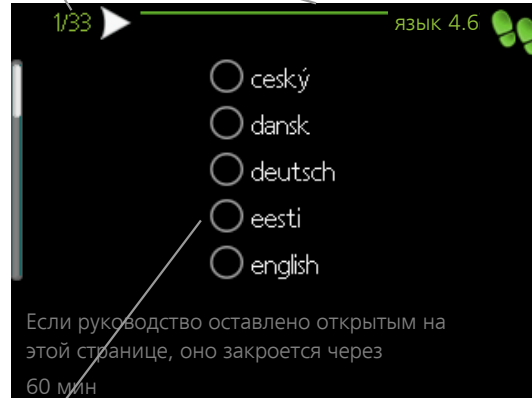 1/33
язык 4.6
ceský
dansk
deutsch
eesti
english
Если руководство оставлено открытым на
этой странице, оно закроется через
60 мин